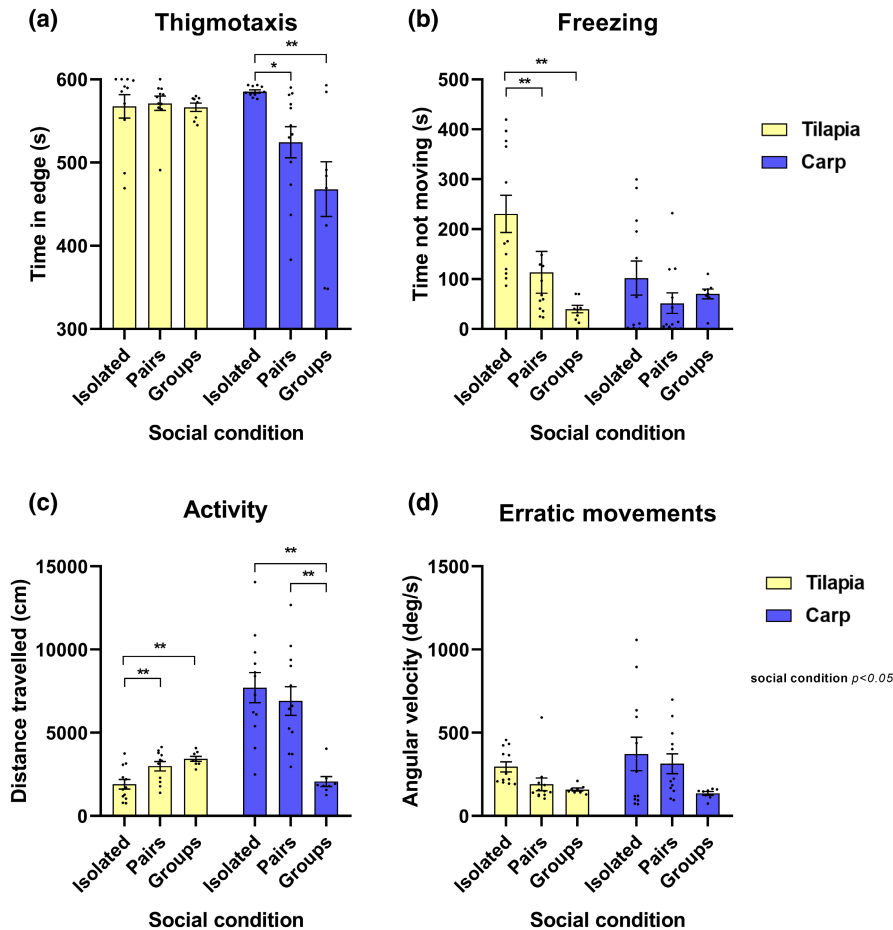 (a)
Thigmotaxis
**
*
600
500
400
300
Time in edge (s)
Isolated
Pairs
Groups
Isolated
Pairs
Groups
Social condition
(b)
Freezing
**
**
500
400
300
200
100
0
Time not moving (s)
Isolated
Pairs
Groups
Isolated
Pairs
Groups
Social condition
Tilapia
Carp
(c)
Activity
**
**
**
**
15000
10000
5000
0
Distance travelled (cm)
Isolated
Pairs
Groups
Isolated
Pairs
Groups
Social condition
(d)
Erratic movements
1500
1000
500
0
Angular velocity (deg/s)
Isolated
Pairs
Groups
Isolated
Pairs
Groups
Social condition
Tilapia
Carp
social condition p<0.05